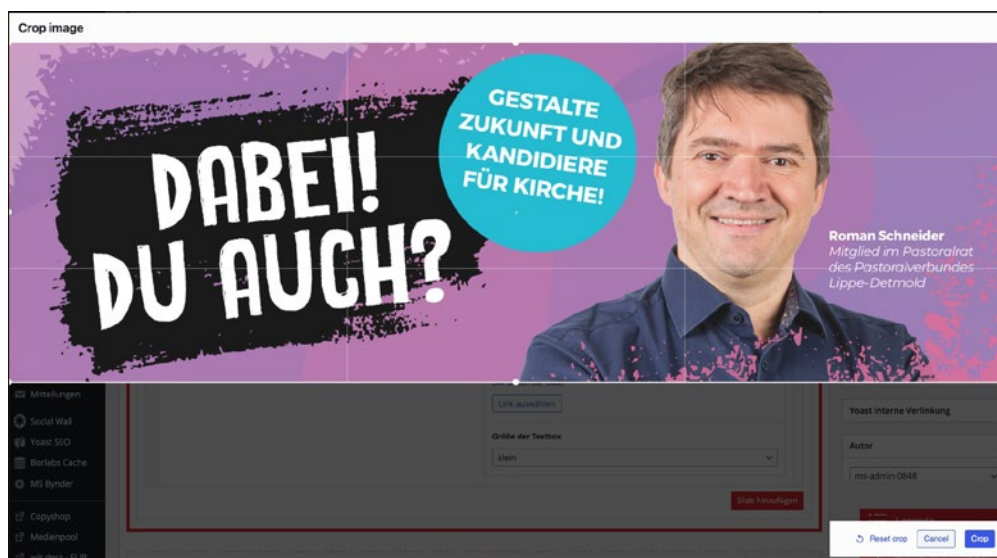 Crop image
DABEI!
DU AUCH?
GESTALTE
ZUKUNFT UND
KANDIDIERE
FÜR KIRCHE!
Roman Schneider
Mitglied im Pastoralrat
des Pastoralverbundes
Lippe-Detmold
Mitteilungen
Social Wall
Yoast SEO
Borlabs Cache
MS Bynder
Copyshop
Medienpool
Link auswählen
Größe der Textbox
klein
Slide hinzufügen
Yoast interne Verlinkung
Autor
ms-admin-0848
Reset crop
Cancel
Crop